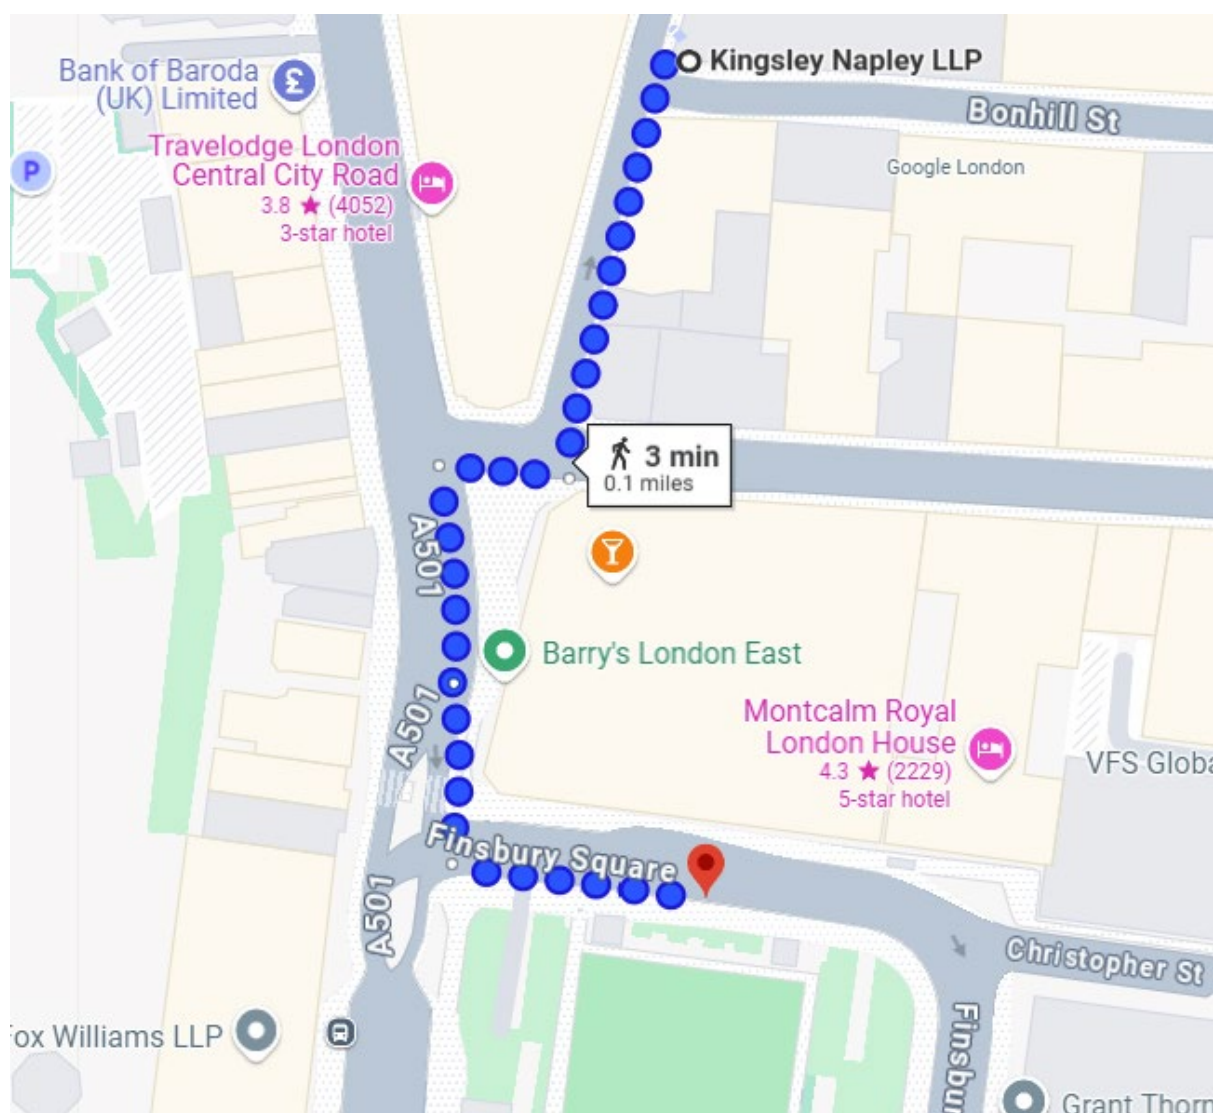 Kingsley Napley LLP
Bank of Baroda
(UK) Limited
£
Bonhill St
Travelodge London
Central City Road
3.8 ★ (4052)
3-star hotel
P
Google London
3 min
0.1 miles
A501
Barry's London East
A501
Montcalm Royal
London House
4.3 ★ (2229)
5-star hotel
VFS Globa
Finsbury Square
A501
Christopher St
Fox Williams LLP
Finsbur
Grant Thorn